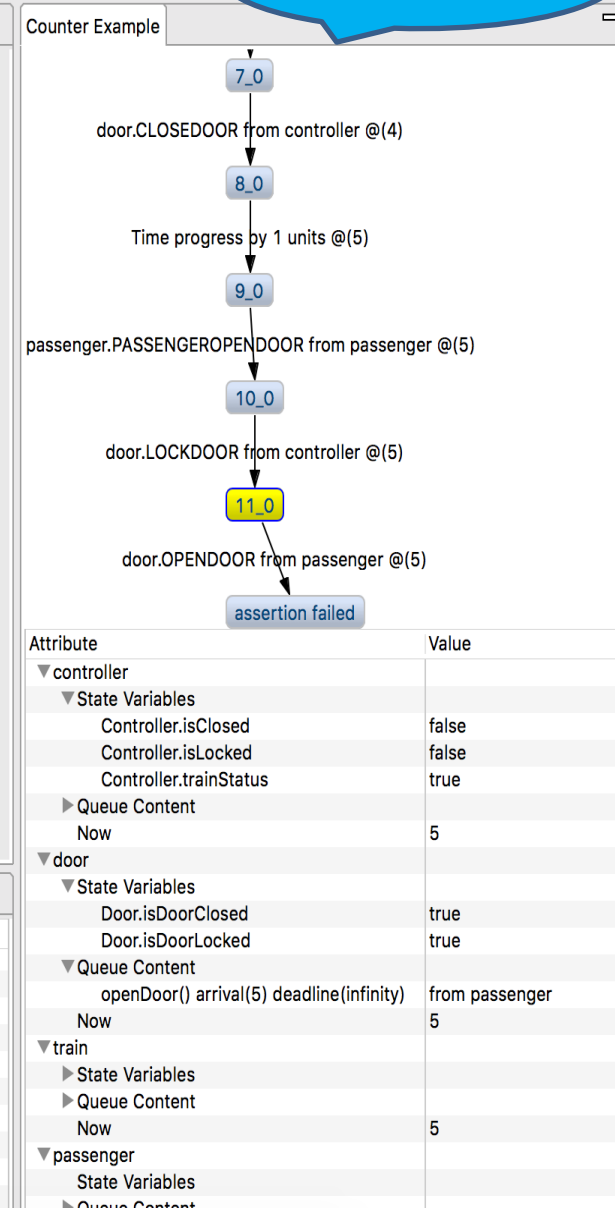 Counter Example
7_0
door.CLOSEDOOR from controller @(4)
8_0
Time progress by 1 units @(5)
9_0
passenger.PASSENGEROPENDOOR from passenger @(5)
10_0
door.LOCKDOOR from controller @(5)
11_0
door.OPENDOOR from passenger @(5)
assertion failed
Attribute Value
controller
State Variables
Controller.isClosed false
Controller.isLocked false
Controller.trainStatus true
Queue Content
Now 5
door
State Variables
Door.isDoorClosed true
Door.isDoorLocked true
Queue Content
openDoor() arrival(5) deadline(infinity) from passenger
Now 5
train
State Variables
Queue Content
Now 5
passenger
State Variables
Queue Content